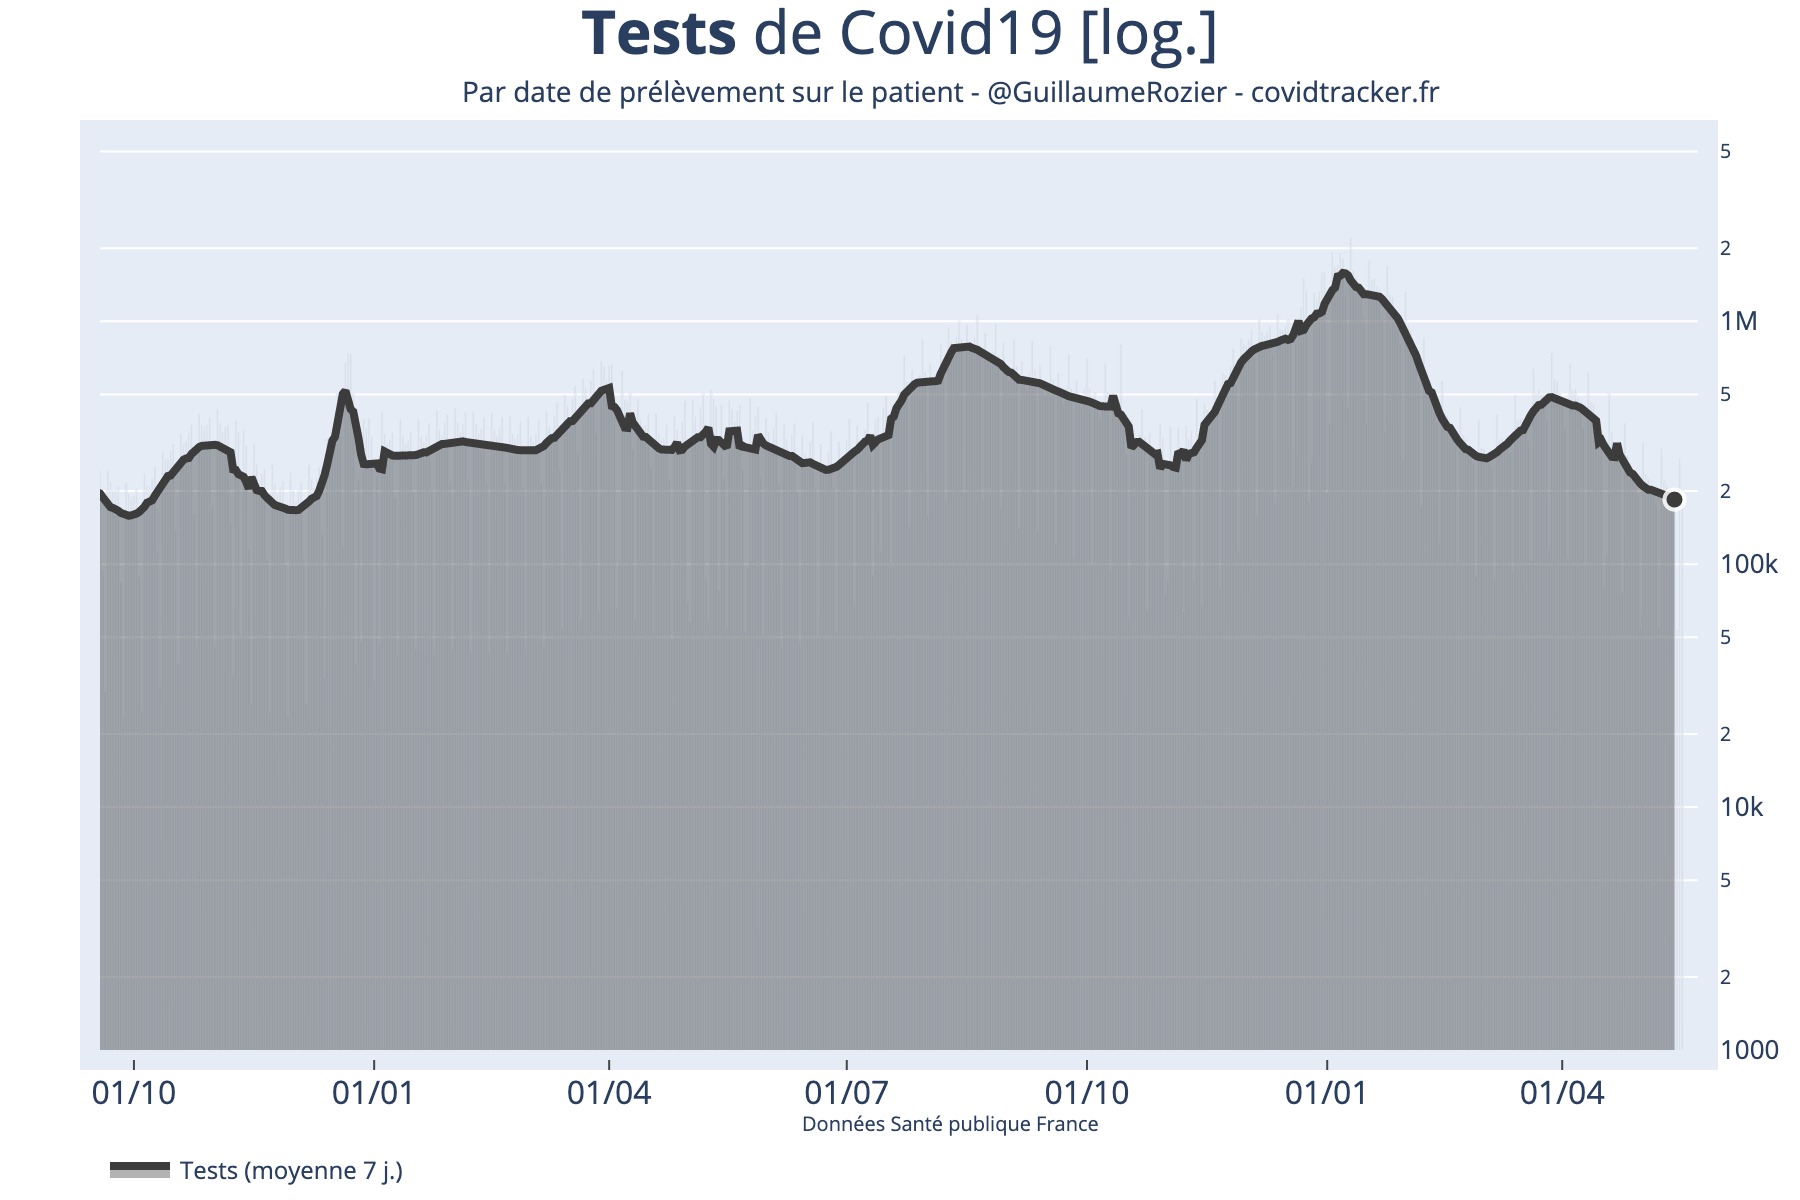 Tests de Covid19 [log.]
Par date de prélèvement sur le patient - @GuillaumeRozier - covidtracker.fr
5
2
1M
5
2
100k
5
2
10k
5
2
1000
01/10 01/01 01/04 01/07 01/10 01/01 01/04
Données Santé publique France
Tests (moyenne 7 j.)